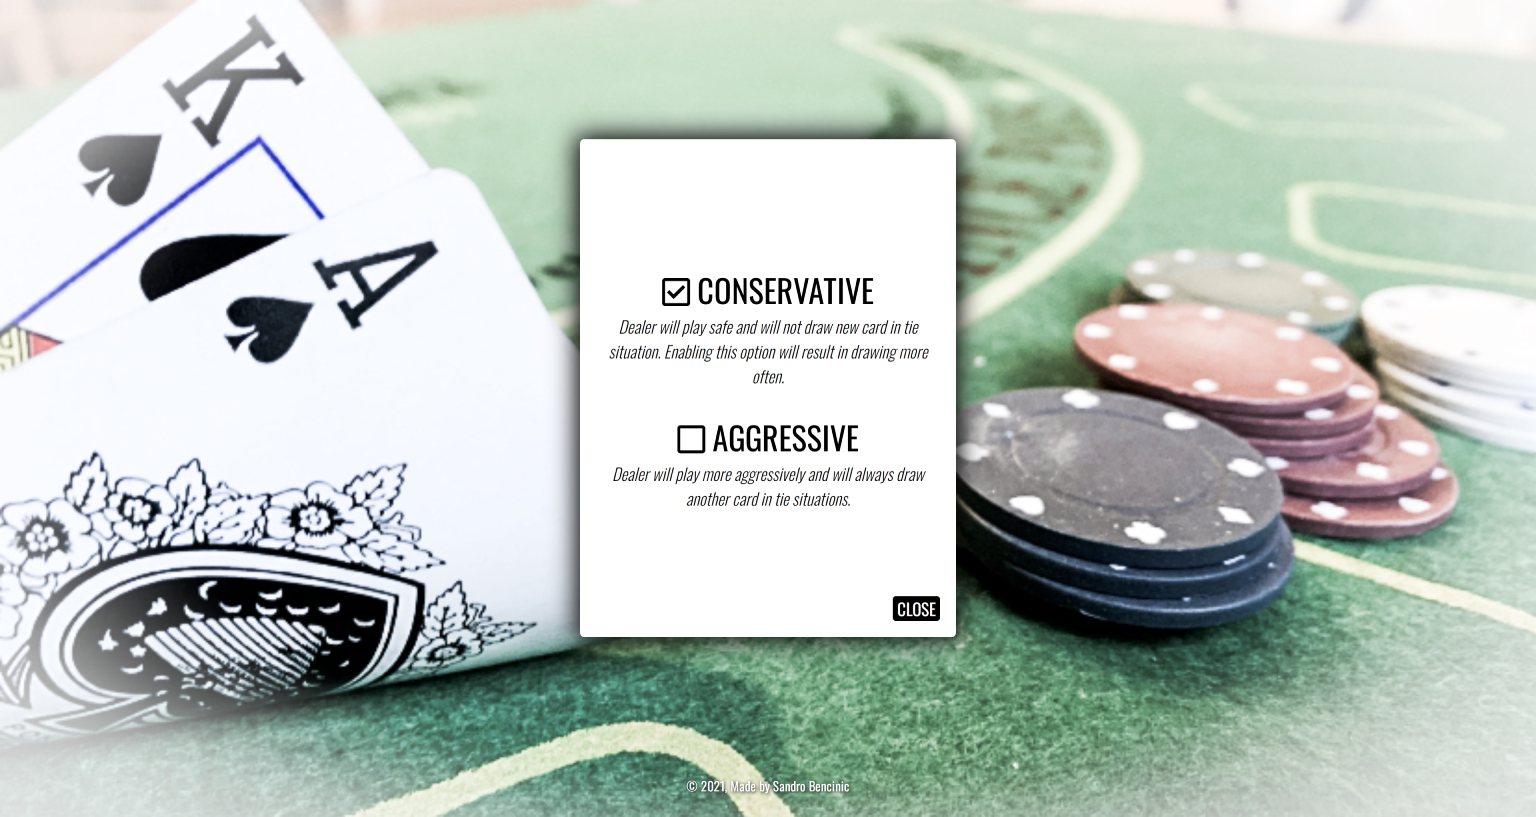 K
A
CONSERVATIVE
Dealer will play safe and will not draw new card in tie
situation. Enabling this option will result in drawing more
often.
AGGRESSIVE
Dealer will play more aggressively and will always draw
another card in tie situations.
CLOSE
© 2021, Made by Sandro Bencinic